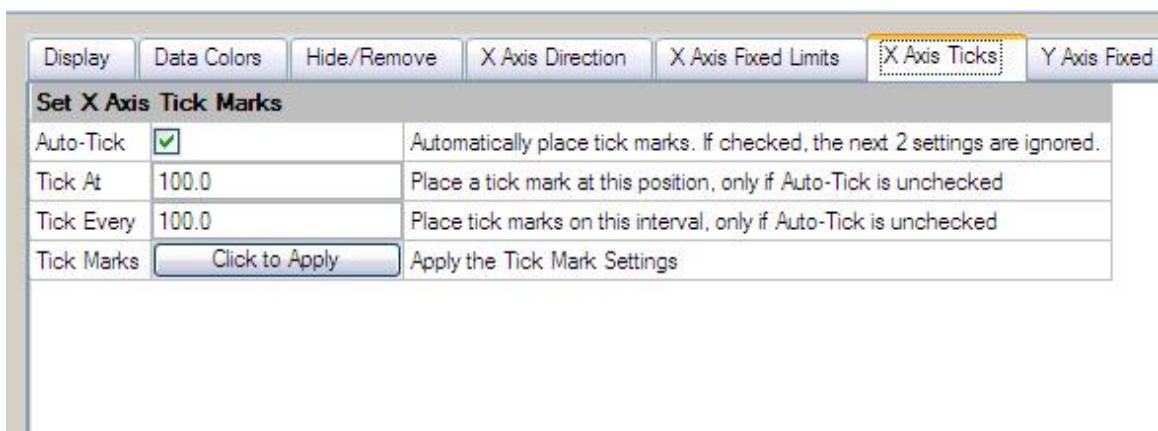 Display Data Colors Hide/Remove X Axis Direction X Axis Fixed Limits X Axis Ticks Y Axis Fixed
Set X Axis Tick Marks
Auto-Tick Automatically place tick marks. If checked, the next 2 settings are ignored.
Tick At 100.0 Place a tick mark at this position, only if Auto-Tick is unchecked
Tick Every 100.0 Place tick marks on this interval, only if Auto-Tick is unchecked
Tick Marks Click to Apply Apply the Tick Mark Settings